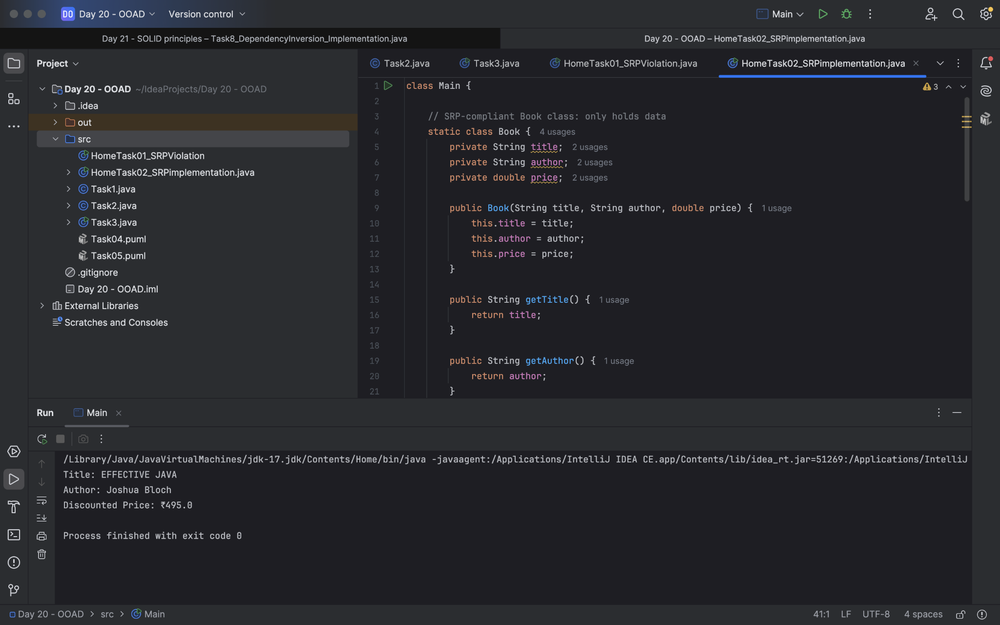 DO Day 20 - OOAD Version control Main
Day 21 - SOLID principles – Task8_DependencyInversion_Implementation.java Day 20 - OOAD – HomeTask02_SRPimplementation.java
Project
Day 20 - OOAD ~/IdeaProjects/Day 20 - OOAD
.idea
out
src
HomeTask01_SRPViolation
HomeTask02_SRPimplementation.java
Task1.java
Task2.java
Task3.java
Task04.puml
Task05.puml
.gitignore
Day 20 - OOAD.iml
External Libraries
Scratches and Consoles
Task2.java Task3.java HomeTask01_SRPViolation.java HomeTask02_SRPimplementation.java
1 class Main { 3
2
3 // SRP-compliant Book class: only holds data
4 static class Book { 4 usages
5 private String title; 2 usages
6 private String author; 2 usages
7 private double price; 2 usages
8
9 public Book(String title, String author, double price) { 1 usage
10 this.title = title;
11 this.author = author;
12 this.price = price;
13 }
14
15 public String getTitle() { 1 usage
16 return title;
17 }
18
19 public String getAuthor() { 1 usage
20 return author;
21 }
Run Main
/Library/Java/JavaVirtualMachines/jdk-17.jdk/Contents/Home/bin/java -javaagent:/Applications/IntelliJ IDEA CE.app/Contents/lib/idea_rt.jar=51269:/Applications/IntelliJ
Title: EFFECTIVE JAVA
Author: Joshua Bloch
Discounted Price: ₹495.0
Process finished with exit code 0
Day 20 - OOAD > src > Main 41:1 LF UTF-8 4 spaces